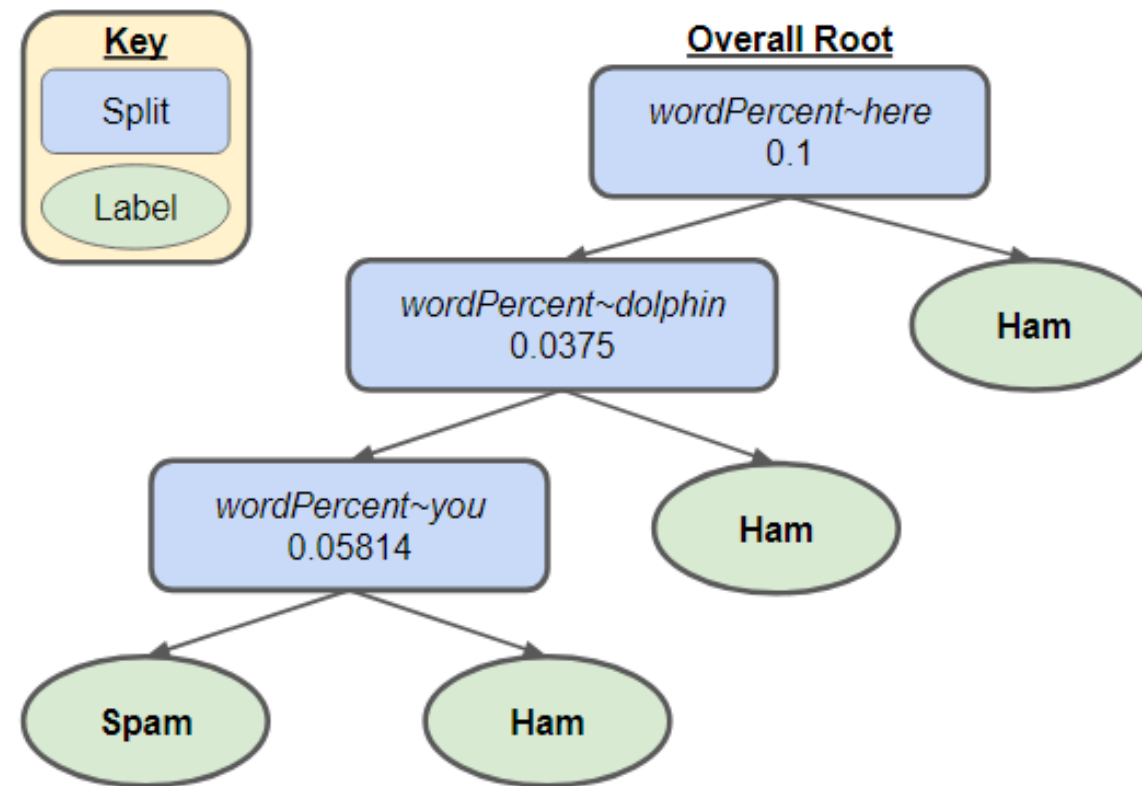 Key
Split
Label
Overall Root
wordPercent~here
0.1
wordPercent~dolphin
0.0375
Ham
wordPercent~you
0.05814
Ham
Spam
Ham